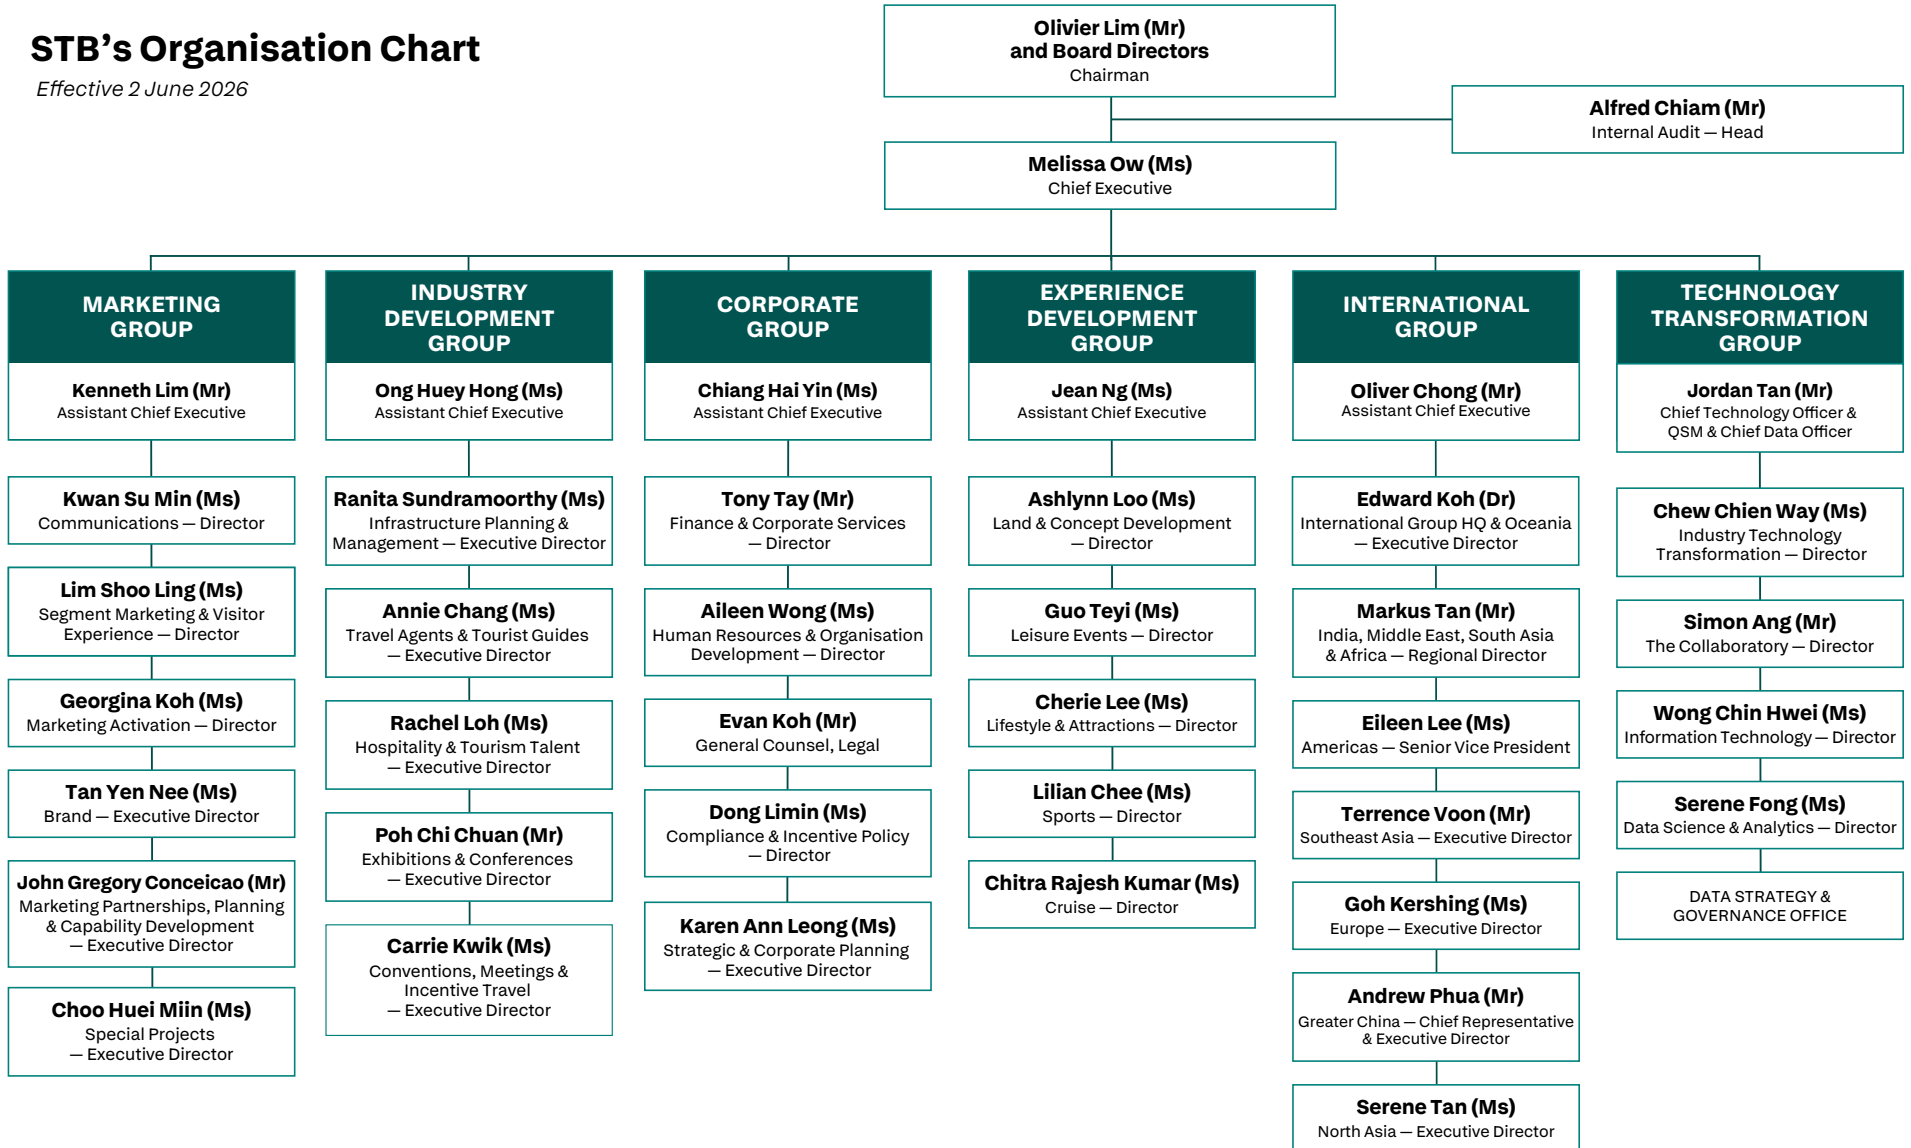 STB’s Organisation Chart
Effective 2 June 2026
Olivier Lim (Mr)
and Board Directors
Chairman
Alfred Chiam (Mr)
Internal Audit — Head
Melissa Ow (Ms)
Chief Executive
MARKETING
GROUP
Kenneth Lim (Mr)
Assistant Chief Executive
Kwan Su Min (Ms)
Communications — Director
Lim Shoo Ling (Ms)
Segment Marketing & Visitor
Experience — Director
Georgina Koh (Ms)
Marketing Activation — Director
Tan Yen Nee (Ms)
Brand — Executive Director
John Gregory Conceicao (Mr)
Marketing Partnerships, Planning
& Capability Development
— Executive Director
Choo Huei Miin (Ms)
Special Projects
— Executive Director
INDUSTRY
DEVELOPMENT
GROUP
Ong Huey Hong (Ms)
Assistant Chief Executive
Ranita Sundramoorthy (Ms)
Infrastructure Planning &
Management — Executive Director
Annie Chang (Ms)
Travel Agents & Tourist Guides
— Executive Director
Rachel Loh (Ms)
Hospitality & Tourism Talent
— Executive Director
Poh Chi Chuan (Mr)
Exhibitions & Conferences
— Executive Director
Carrie Kwik (Ms)
Conventions, Meetings &
Incentive Travel
— Executive Director
CORPORATE
GROUP
Chiang Hai Yin (Ms)
Assistant Chief Executive
Tony Tay (Mr)
Finance & Corporate Services
— Director
Aileen Wong (Ms)
Human Resources & Organisation
Development — Director
Evan Koh (Mr)
General Counsel, Legal
Dong Limin (Ms)
Compliance & Incentive Policy
— Director
Karen Ann Leong (Ms)
Strategic & Corporate Planning
— Executive Director
EXPERIENCE
DEVELOPMENT
GROUP
Jean Ng (Ms)
Assistant Chief Executive
Ashlynn Loo (Ms)
Land & Concept Development
— Director
Guo Teyi (Ms)
Leisure Events — Director
Cherie Lee (Ms)
Lifestyle & Attractions — Director
Lilian Chee (Ms)
Sports — Director
Chitra Rajesh Kumar (Ms)
Cruise — Director
INTERNATIONAL
GROUP
Oliver Chong (Mr)
Assistant Chief Executive
Edward Koh (Dr)
International Group HQ & Oceania
— Executive Director
Markus Tan (Mr)
India, Middle East, South Asia
& Africa — Regional Director
Eileen Lee (Ms)
Americas — Senior Vice President
Terrence Voon (Mr)
Southeast Asia — Executive Director
Goh Kershing (Ms)
Europe — Executive Director
Andrew Phua (Mr)
Greater China — Chief Representative
& Executive Director
Serene Tan (Ms)
North Asia — Executive Director
TECHNOLOGY
TRANSFORMATION
GROUP
Jordan Tan (Mr)
Chief Technology Officer &
QSM & Chief Data Officer
Chew Chien Way (Ms)
Industry Technology
Transformation — Director
Simon Ang (Mr)
The Collaboratory — Director
Wong Chin Hwei (Ms)
Information Technology — Director
Serene Fong (Ms)
Data Science & Analytics — Director
DATA STRATEGY &
GOVERNANCE OFFICE